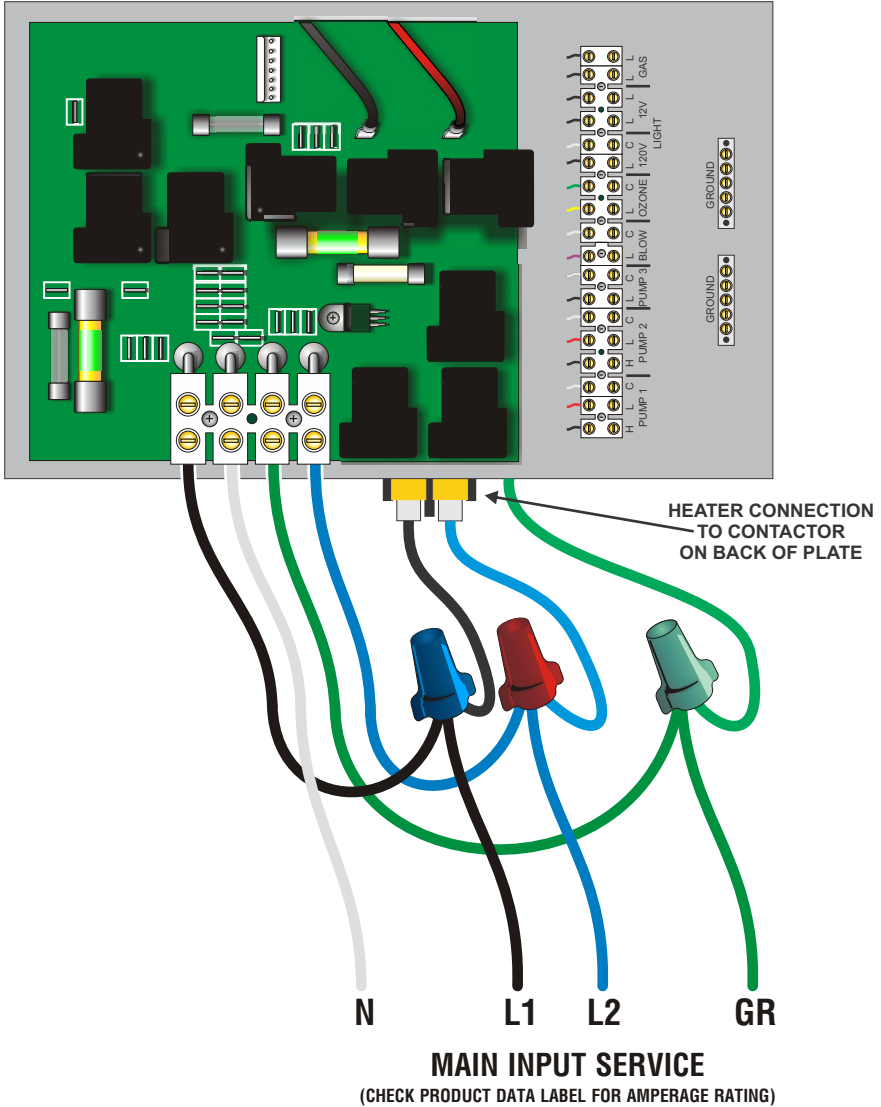 L
L
GAS
L
L
12V
LIGHT
C
L
120V
C
L
OZONE
C
L
BLOW
C
L
PUMP 3
C
L
H
PUMP 2
C
L
H
PUMP 1
GROUND
GROUND
HEATER CONNECTION
TO CONTACTOR
ON BACK OF PLATE
N
L1
L2
GR
MAIN INPUT SERVICE
(CHECK PRODUCT DATA LABEL FOR AMPERAGE RATING)